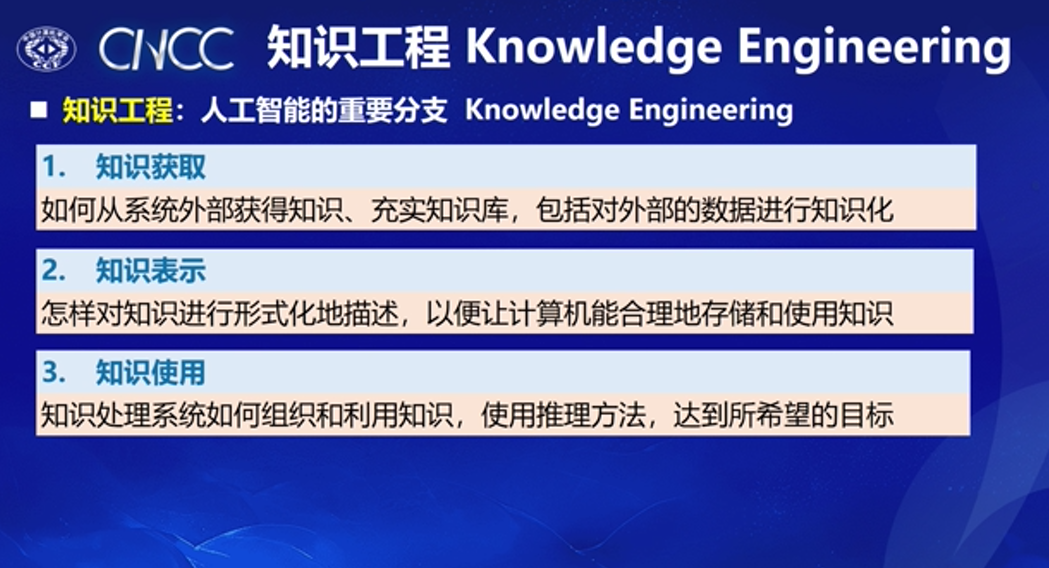 CNCC 知识工程 Knowledge Engineering
知识工程：人工智能的重要分支 Knowledge Engineering
1. 知识获取
如何从系统外部获得知识、充实知识库，包括对外部的数据进行知识化
2. 知识表示
怎样对知识进行形式化地描述，以便让计算机能合理地存储和使用知识
3. 知识使用
知识处理系统如何组织和利用知识，使用推理方法，达到所希望的目标